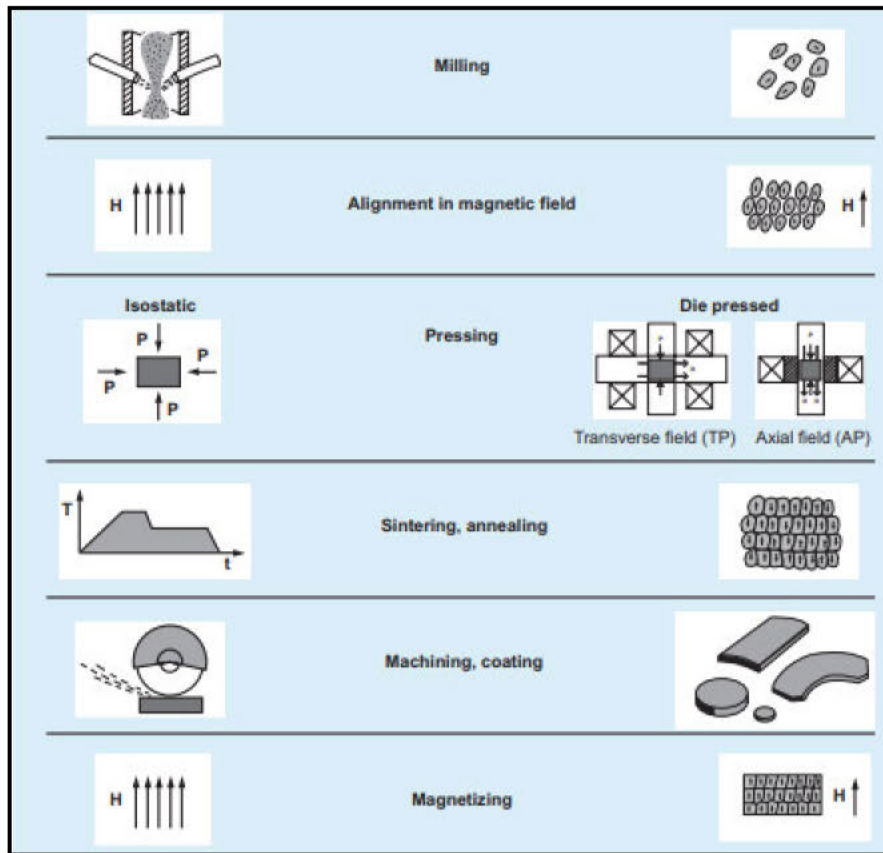 Milling
H
Alignment in magnetic field
H
Isostatic
Die pressed
P
P
P
P
Pressing
Transverse field (TP)
Axial field (AP)
T
t
Sintering, annealing
Machining, coating
H
Magnetizing
H